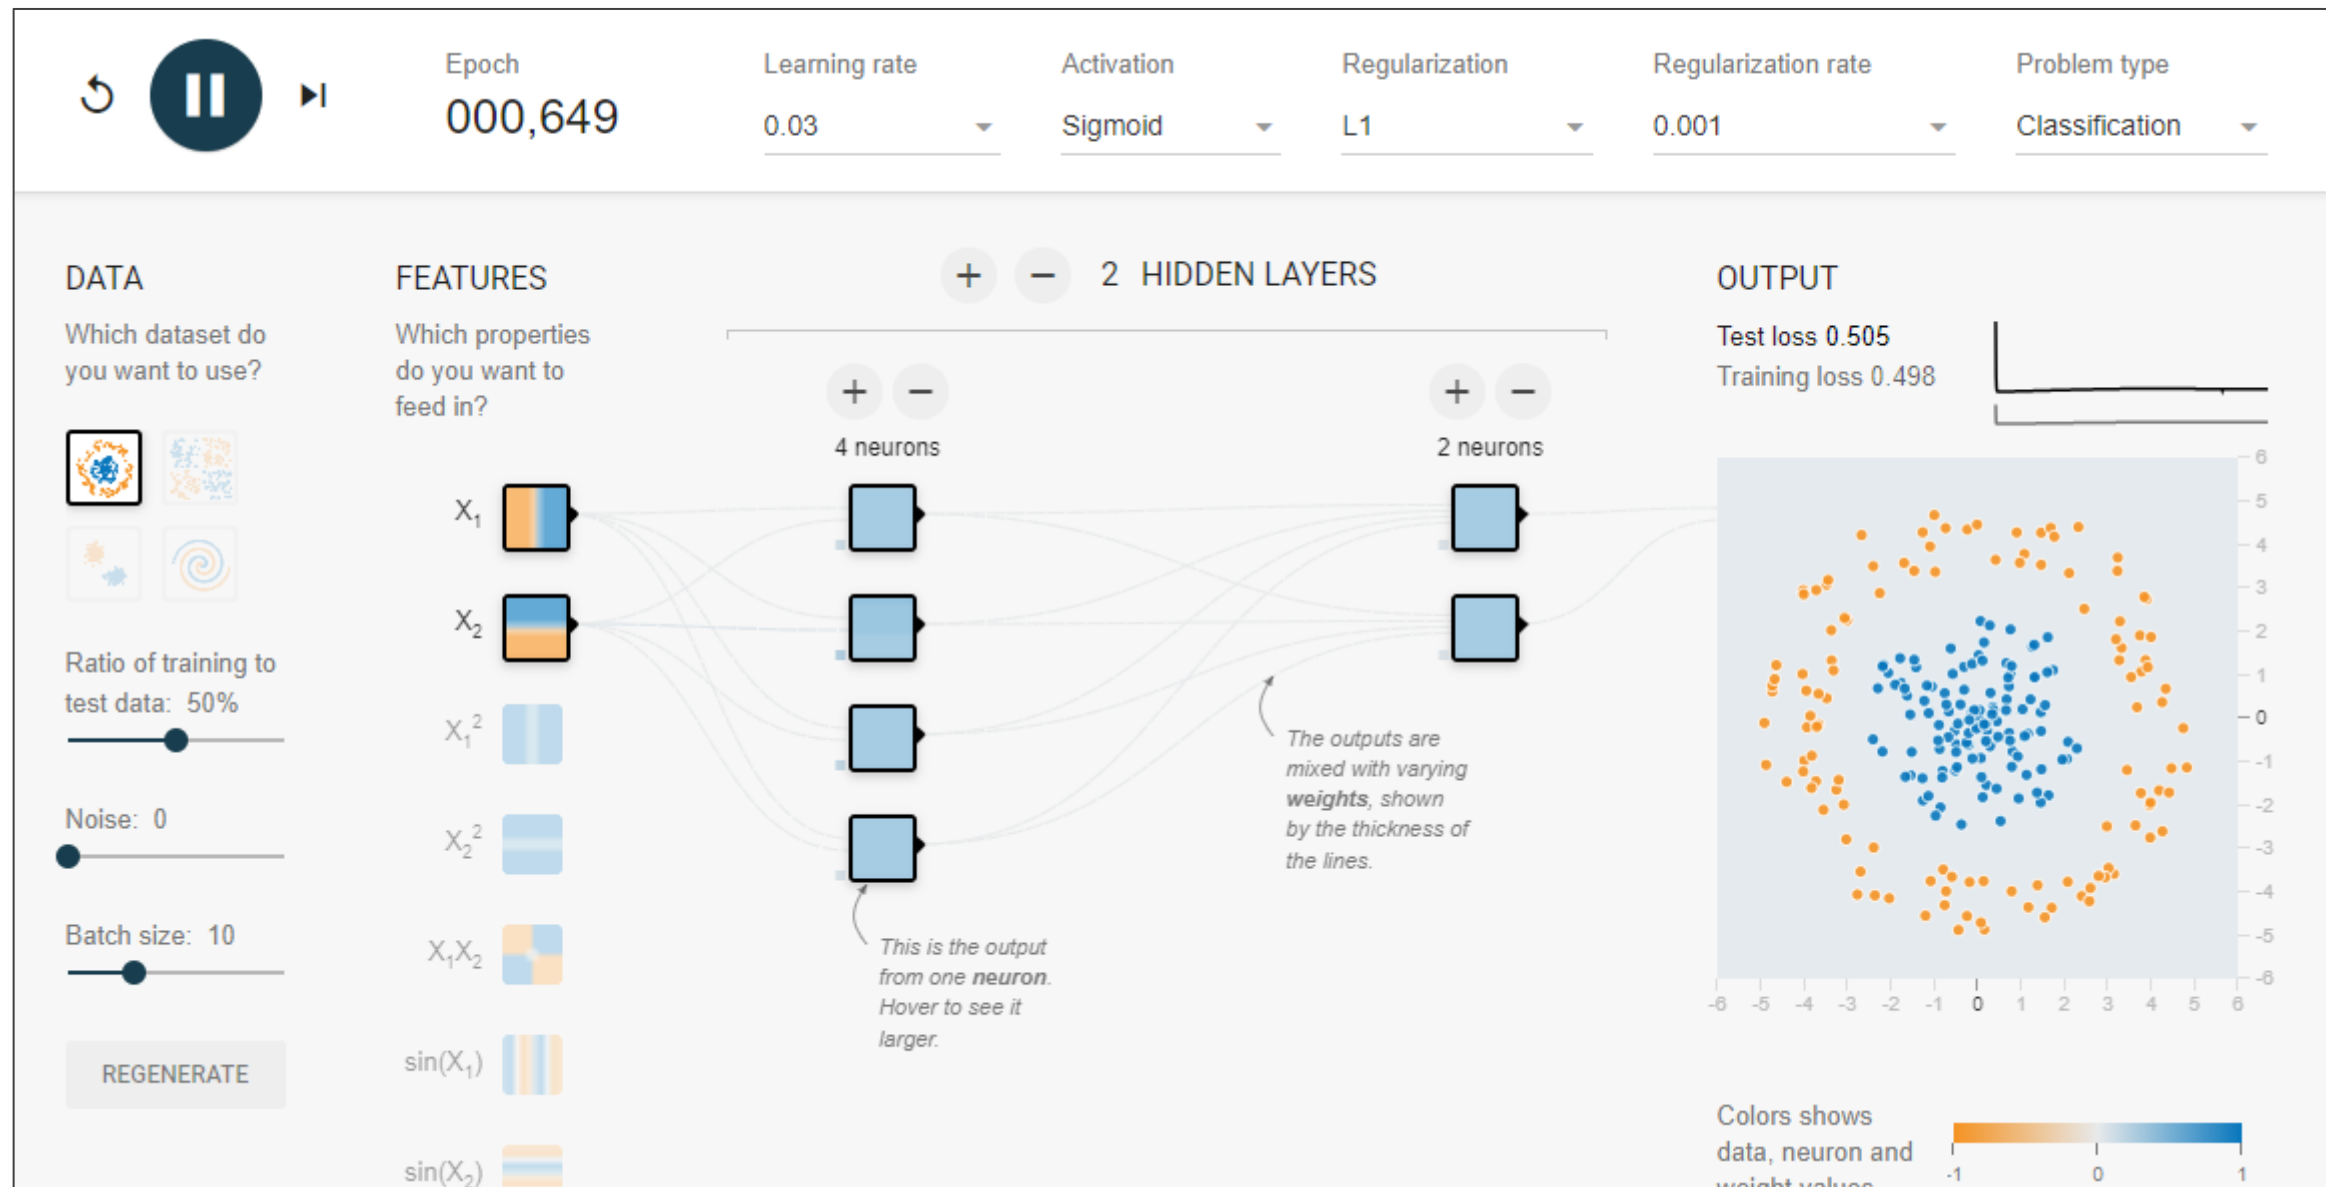 Epoch
000,649
Learning rate
0.03
Activation
Sigmoid
Regularization
L1
Regularization rate
0.001
Problem type
Classification
DATA
Which dataset do
you want to use?
Ratio of training to
test data: 50%
Noise: 0
Batch size: 10
REGENERATE
FEATURES
Which properties
do you want to
feed in?
X1
X2
X1²
X2²
X1X2
sin(X1)
sin(X2)
+ − 2 HIDDEN LAYERS
+ −
4 neurons
+ −
2 neurons
This is the output
from one neuron.
Hover to see it
larger.
The outputs are
mixed with varying
weights, shown
by the thickness of
the lines.
OUTPUT
Test loss 0.505
Training loss 0.498
6
5
4
3
2
1
0
-1
-2
-3
-4
-5
-6
-6 -5 -4 -3 -2 -1 0 1 2 3 4 5 6
Colors shows
data, neuron and
weight values
-1 0 1